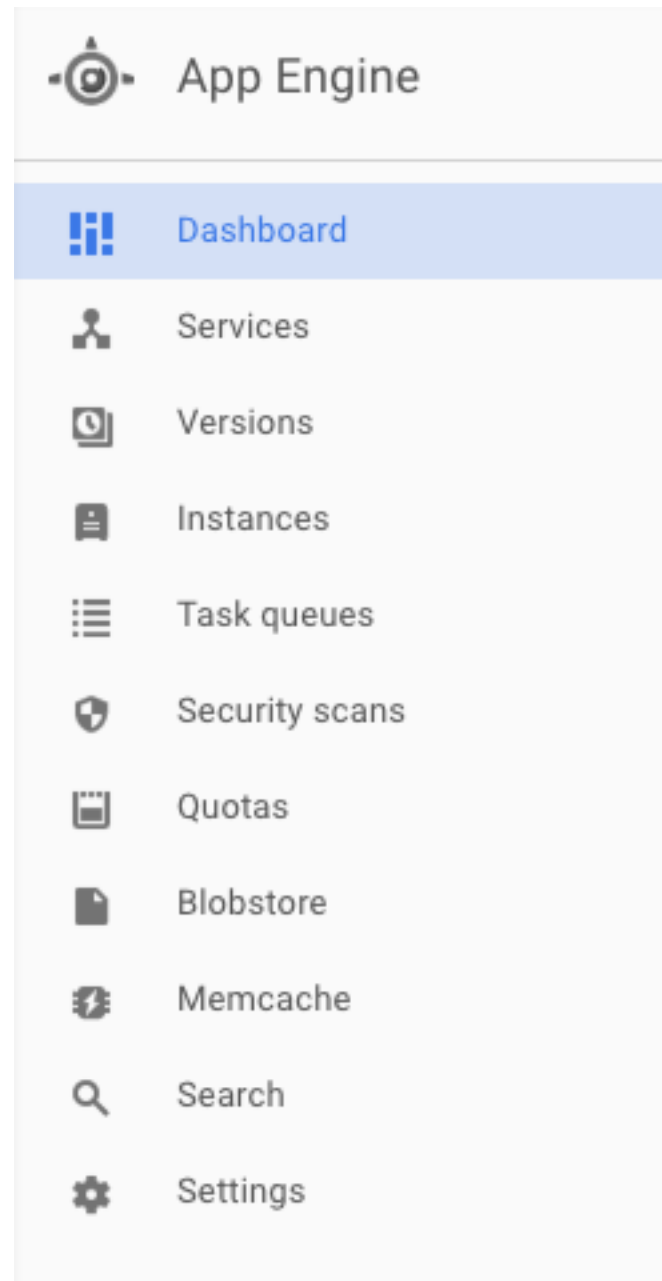 App Engine
Dashboard
Services
Versions
Instances
Task queues
Security scans
Quotas
Blobstore
Memcache
Search
Settings